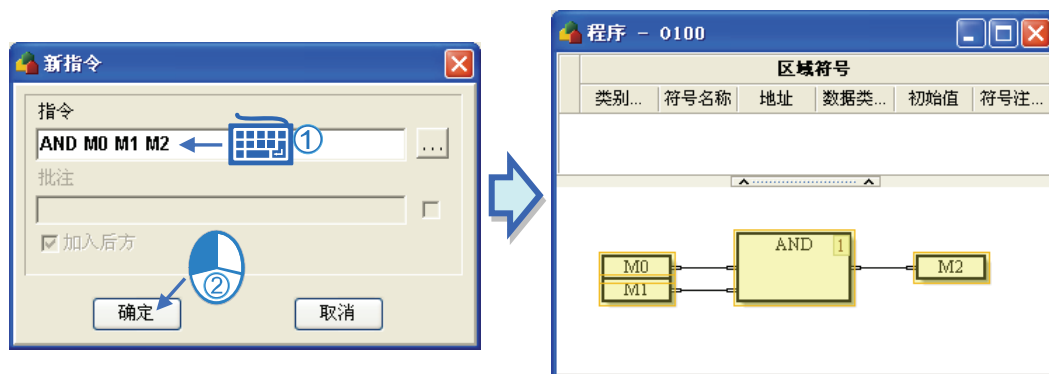 新指令
指令
AND M0 M1 M2
①
...
批注
加入后方
②
确定
取消
程序 - 0100
区域符号
类别... 符号名称 地址 数据类... 初始值 符号注...
AND 1
M0
M1
M2